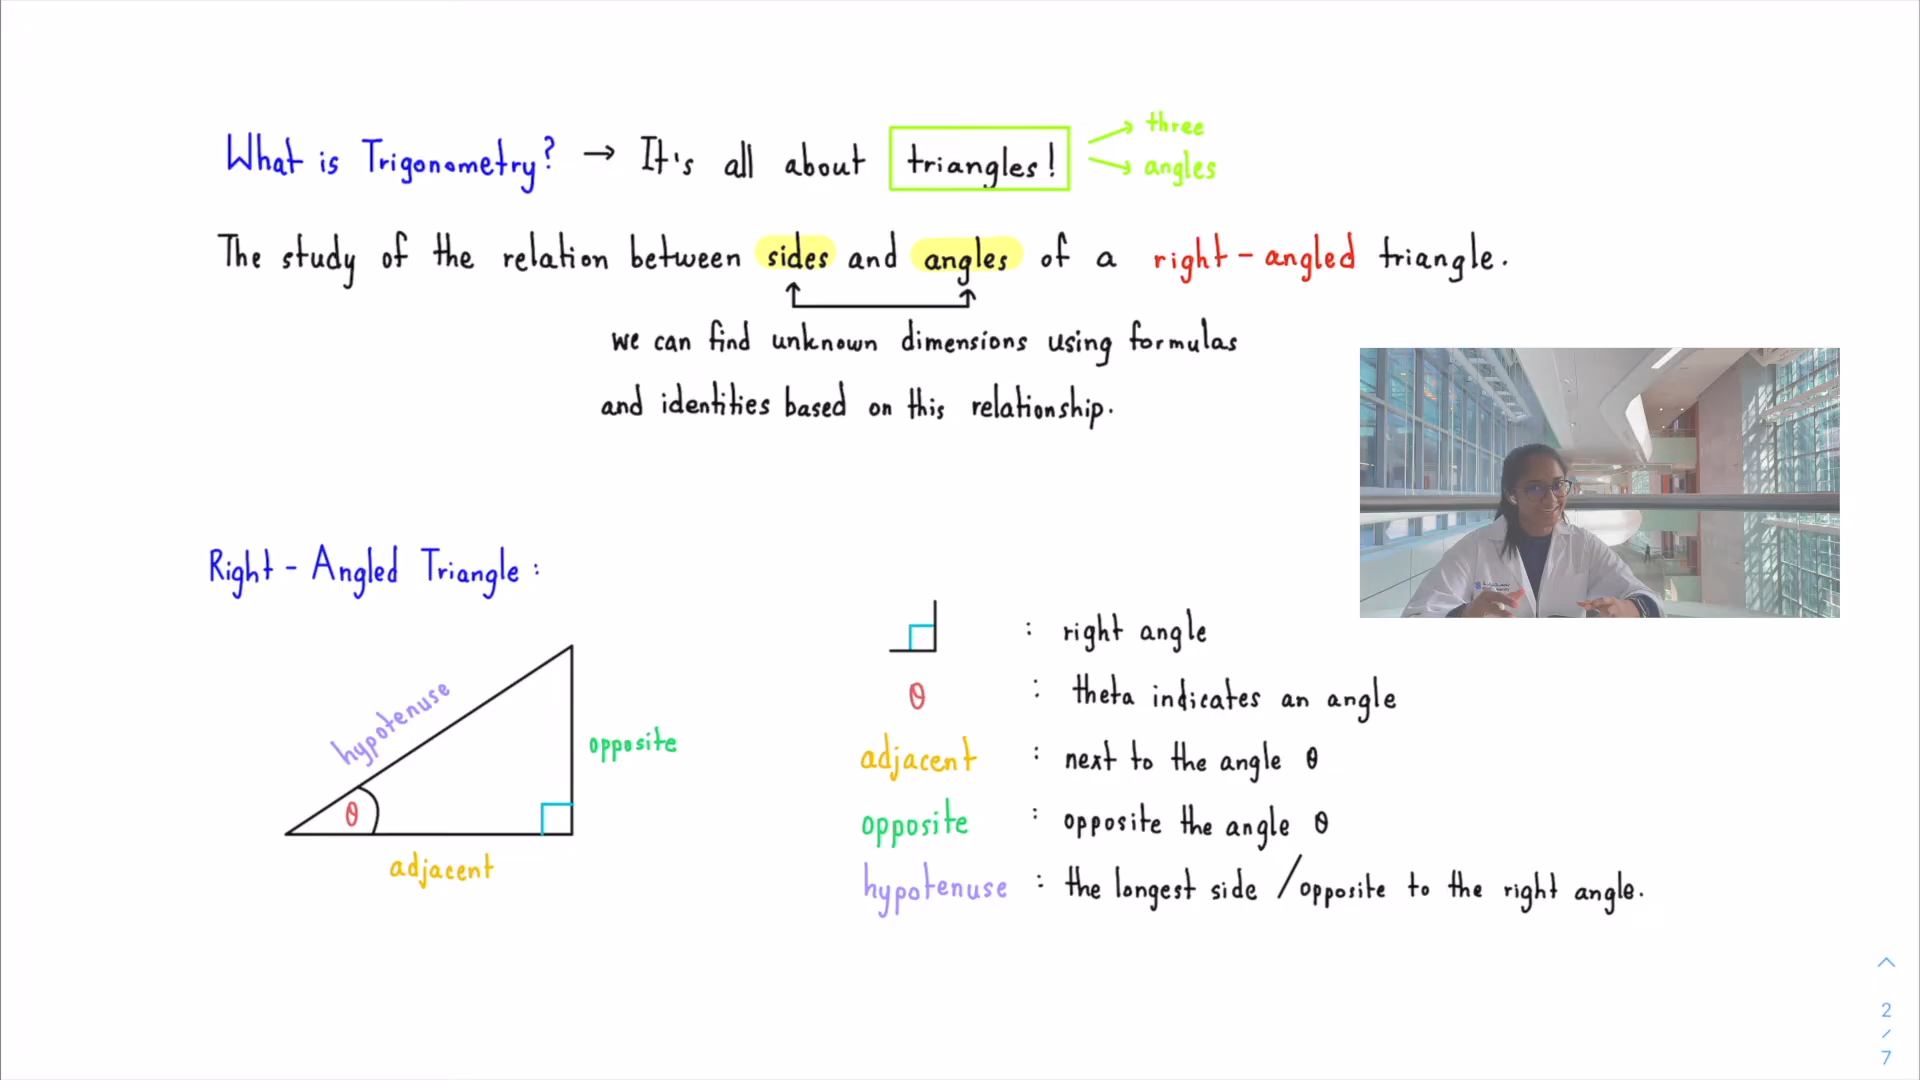 What is Trigonometry? → It's all about triangles!
three
angles
The study of the relation between sides and angles of a right-angled triangle.
we can find unknown dimensions using formulas
and identities based on this relationship.
Right-Angled Triangle:
hypotenuse
opposite
θ
adjacent
: right angle
θ : theta indicates an angle
adjacent : next to the angle θ
opposite : opposite the angle θ
hypotenuse : the longest side / opposite to the right angle.
2
/
7